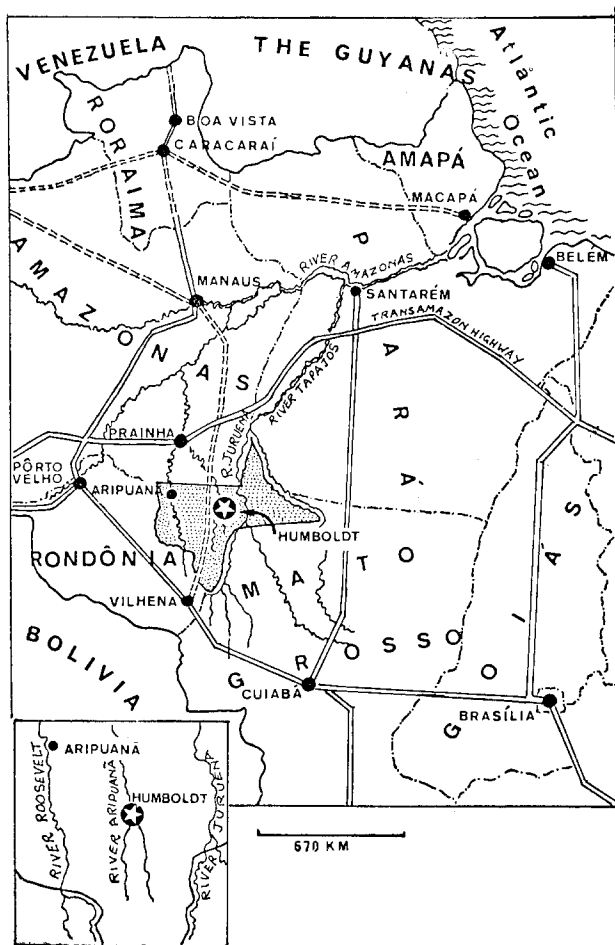 VENEZUELA
THE GUYANAS
Atlântic
Ocean
RORAIMA
BOA VISTA
CARACARAÍ
AMAPÁ
MACAPÁ
BELÉM
AMAZONAS
MANAUS
RIVER AMAZONAS
SANTARÉM
TRANSAMAZON HIGHWAY
PARÁ
RIVER TAPAJÓS
R. JURUENA
PRAINHA
PÔRTO
VELHO
ARIPUANÃ
HUMBOLDT
RONDÔNIA
VILHENA
MATO
GROSSO
GOIÁS
BOLIVIA
CUIABÁ
BRASÍLIA
ARIPUANÃ
RIVER ROOSEVELT
RIVER ARIPUANÃ
HUMBOLDT
RIVER JURUENA
670 KM